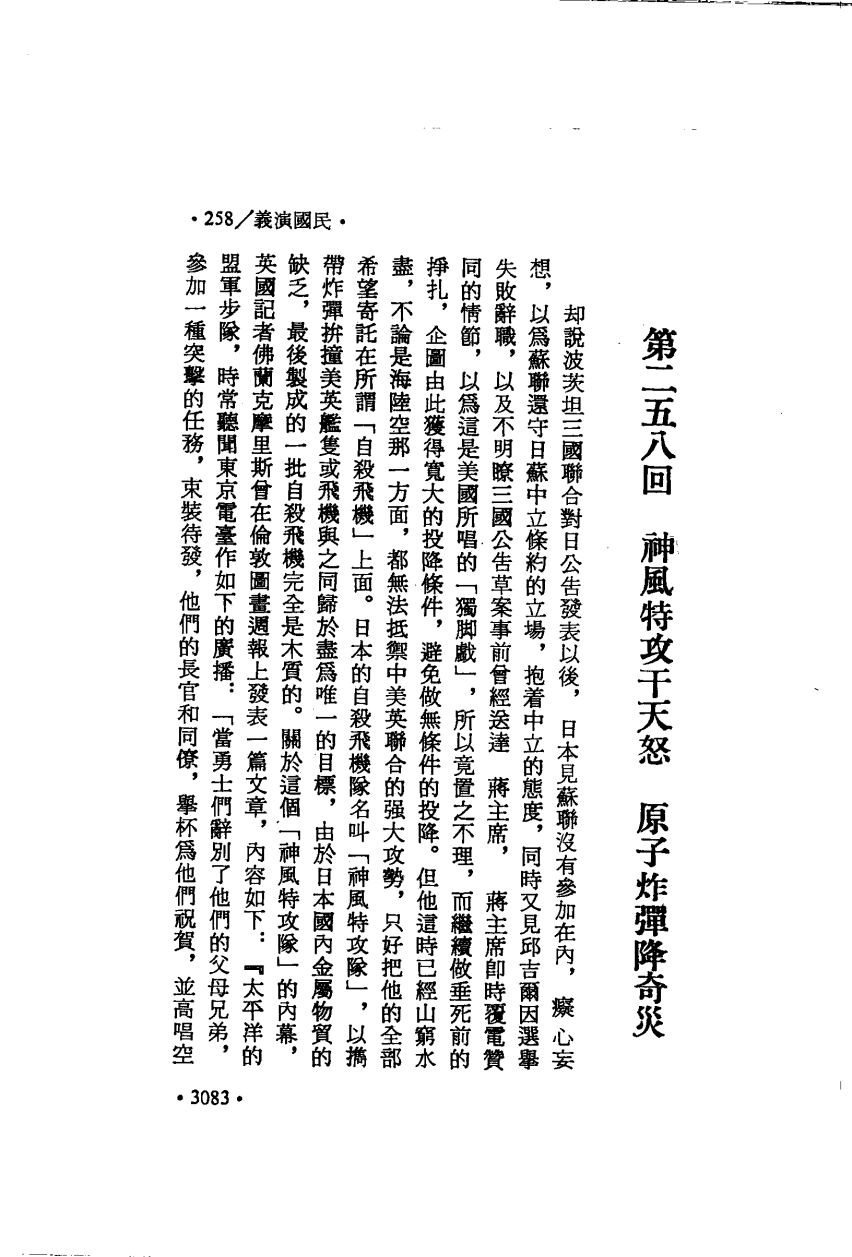 ·258／義演國民·
第二五八回　神風特攻干天怒　原子炸彈降奇災
却說波茨坦三國聯合對日公告發表以後，日本見蘇聯沒有參加在內，癡心妄
想，以爲蘇聯還守日蘇中立條約的立場，抱着中立的態度，同時又見邱吉爾因選舉
失敗辭職，以及不明瞭三國公告草案事前曾經送達　蔣主席，　蔣主席卽時覆電贊
同的情節，以爲這是美國所唱的「獨脚戲」，所以竟置之不理，而繼續做垂死前的
掙扎，企圖由此獲得寬大的投降條件，避免做無條件的投降。但他這時已經山窮水
盡，不論是海陸空那一方面，都無法抵禦中美英聯合的强大攻勢，只好把他的全部
希望寄託在所謂「自殺飛機」上面。日本的自殺飛機隊名叫「神風特攻隊」，以擕
帶炸彈拚撞美英艦隻或飛機與之同歸於盡爲唯一的目標，由於日本國內金屬物質的
缺乏，最後製成的一批自殺飛機完全是木質的。關於這個「神風特攻隊」的內幕，
英國記者佛蘭克摩里斯曾在倫敦圖畫週報上發表一篇文章，內容如下：『太平洋的
盟軍步隊，時常聽聞東京電臺作如下的廣播：「當勇士們辭別了他們的父母兄弟，
參加一種突擊的任務，束裝待發，他們的長官和同僚，舉杯爲他們祝賀，並高唱空
·3083·